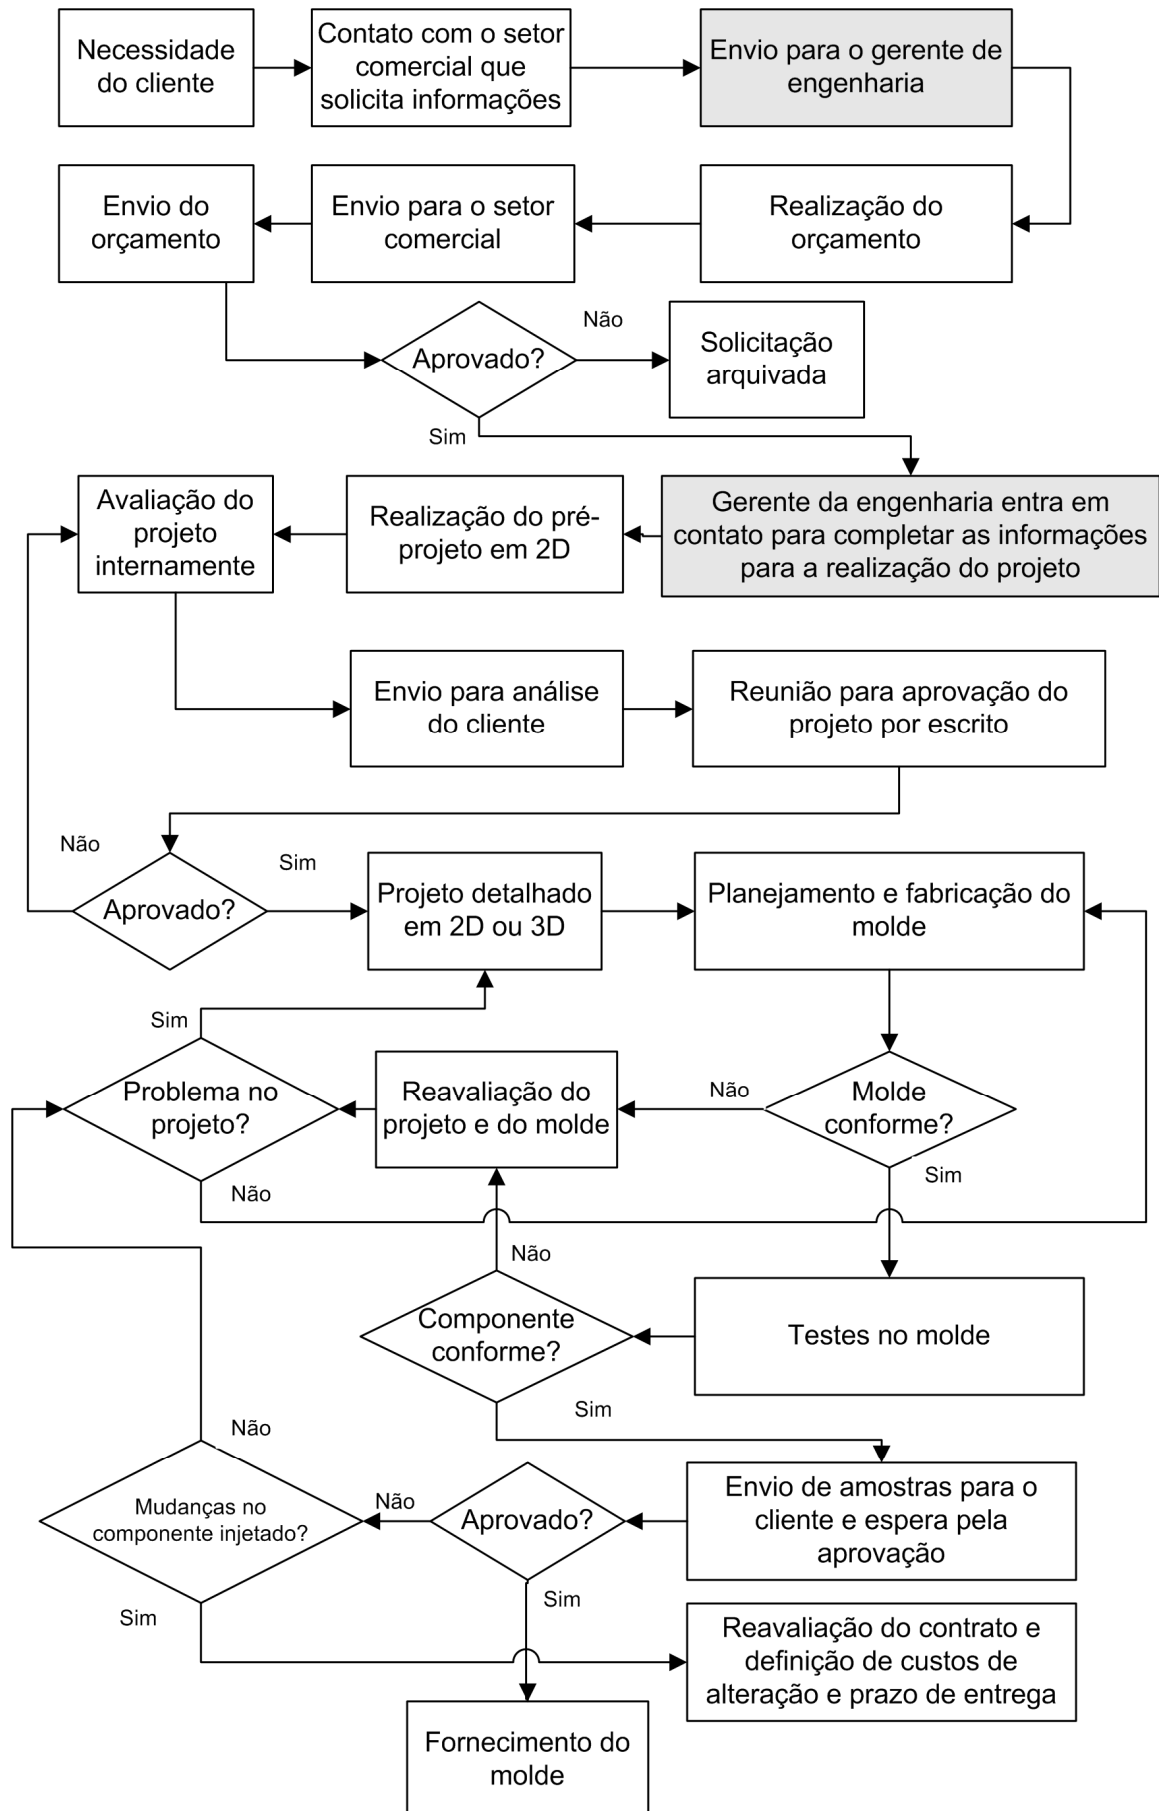 Necessidade
do cliente
Contato com o setor
comercial que
solicita informações
Envio para o gerente de
engenharia
Envio do
orçamento
Envio para o setor
comercial
Realização do
orçamento
Aprovado?
Não
Solicitação
arquivada
Sim
Avaliação do
projeto
internamente
Realização do pré-
projeto em 2D
Gerente da engenharia entra em
contato para completar as informações
para a realização do projeto
Envio para análise
do cliente
Reunião para aprovação do
projeto por escrito
Não
Aprovado?
Sim
Projeto detalhado
em 2D ou 3D
Planejamento e fabricação do
molde
Sim
Problema no
projeto?
Não
Reavaliação do
projeto e do molde
Não
Molde
conforme?
Sim
Não
Componente
conforme?
Sim
Testes no molde
Não
Mudanças no
componente injetado?
Sim
Não
Aprovado?
Sim
Envio de amostras para o
cliente e espera pela
aprovação
Reavaliação do contrato e
definição de custos de
alteração e prazo de entrega
Fornecimento do
molde